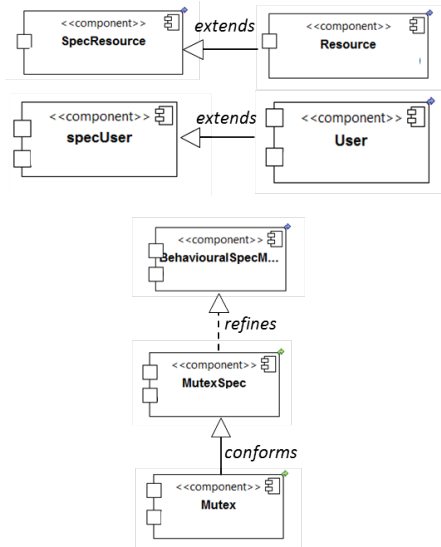 <<component>>
SpecResource
extends
<<component>>
Resource
<<component>>
specUser
extends
<<component>>
User
<<component>>
BehaviouralSpecM...
refines
<<component>>
MutexSpec
conforms
<<component>>
Mutex